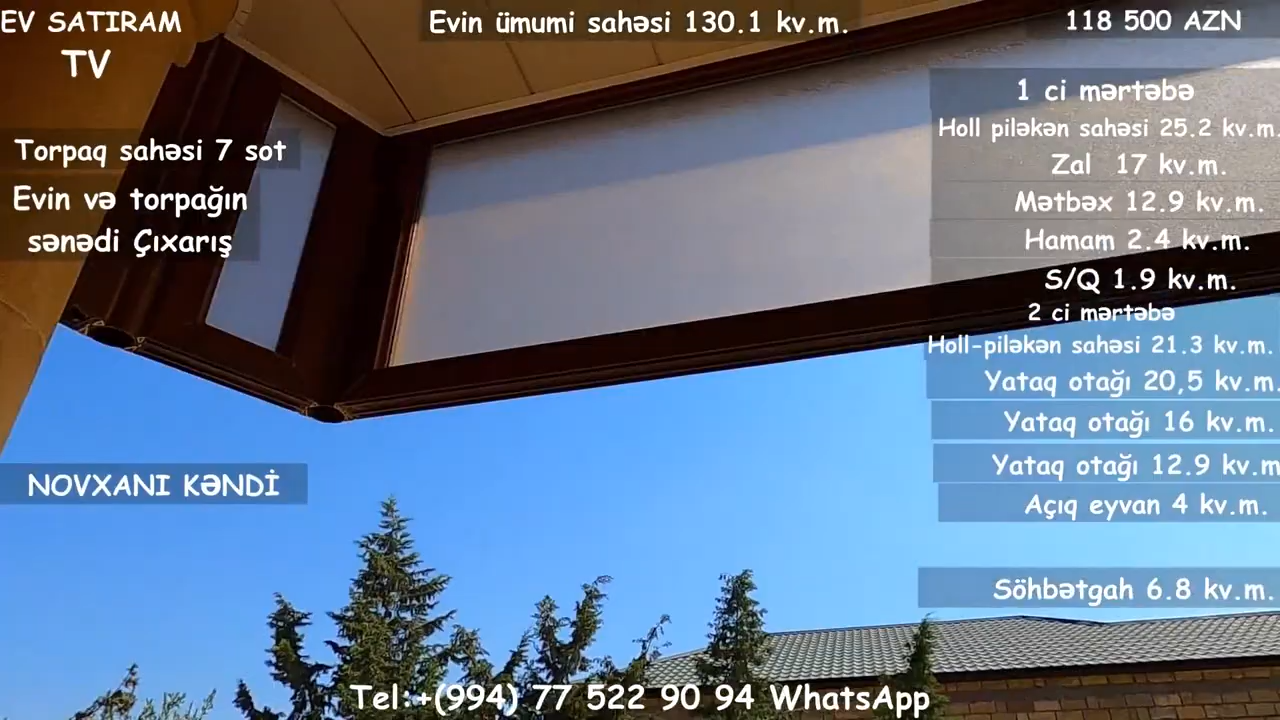 EV SATIRAM
TV
Evin ümumi sahəsi 130.1 kv.m.
118 500 AZN
Torpaq sahəsi 7 sot
Evin və torpağın
sənədi Çıxarış
NOVXANI KƏNDİ
1 ci mərtəbə
Holl piləkən sahəsi 25.2 kv.m.
Zal 17 kv.m.
Mətbəx 12.9 kv.m.
Hamam 2.4 kv.m.
S/Q 1.9 kv.m.
2 ci mərtəbə
Holl-piləkən sahəsi 21.3 kv.m.
Yataq otağı 20,5 kv.m.
Yataq otağı 16 kv.m.
Yataq otağı 12.9 kv.m
Açıq eyvan 4 kv.m.
Söhbətgah 6.8 kv.m.
Tel:+(994) 77 522 90 94 WhatsApp